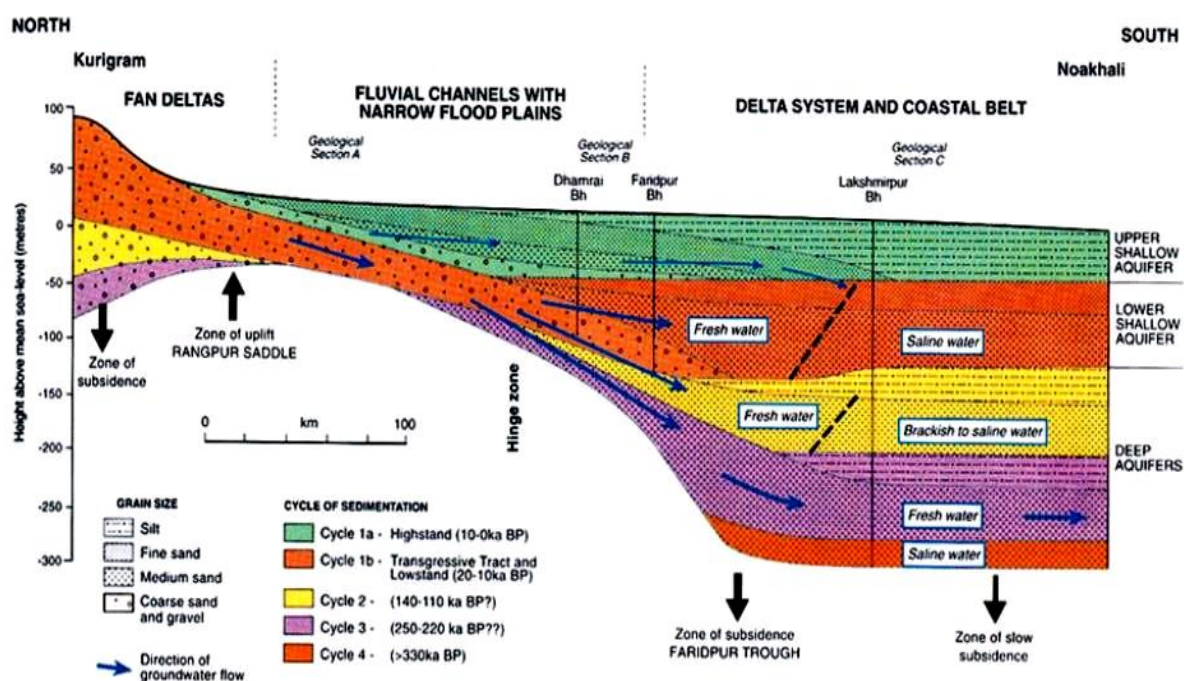 NORTH
SOUTH
Kurigram
Noakhali
FAN DELTAS
FLUVIAL CHANNELS WITH
NARROW FLOOD PLAINS
DELTA SYSTEM AND COASTAL BELT
Geological
Section A
Geological
Section B
Geological
Section C
Dhamrai
Bh
Faridpur
Bh
Lakshmirpur
Bh
Height above mean sea-level (metres)
100
50
0
-50
-100
-150
-200
-250
-300
UPPER
SHALLOW
AQUIFER
LOWER
SHALLOW
AQUIFER
DEEP
AQUIFERS
Zone of
subsidence
Zone of uplift
RANGPUR SADDLE
0 km 100
Hinge zone
Fresh water
Saline water
Fresh water
Brackish to saline water
Fresh water
Saline water
GRAIN SIZE
Silt
Fine sand
Medium sand
Coarse sand
and gravel
Direction of
groundwater flow
CYCLE OF SEDIMENTATION
Cycle 1a - Highstand (10-0ka BP)
Cycle 1b - Transgressive Tract and
Lowstand (20-10ka BP)
Cycle 2 - (140-110 ka BP?)
Cycle 3 - (250-220 ka BP??)
Cycle 4 - (>330ka BP)
Zone of subsidence
FARIDPUR TROUGH
Zone of slow
subsidence